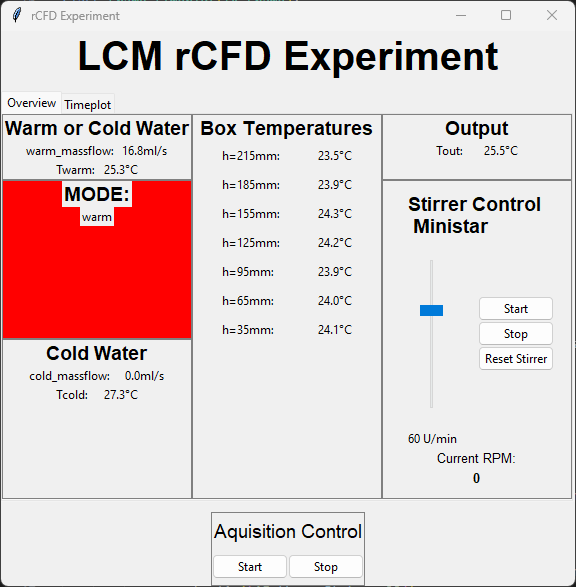 rCFD Experiment
LCM rCFD Experiment
Overview Timeplot
Warm or Cold Water
warm_massflow: 16.8ml/s
Twarm: 25.3°C
MODE:
warm
Cold Water
cold_massflow: 0.0ml/s
Tcold: 27.3°C
Box Temperatures
h=215mm: 23.5°C
h=185mm: 23.9°C
h=155mm: 24.3°C
h=125mm: 24.2°C
h=95mm: 23.9°C
h=65mm: 24.0°C
h=35mm: 24.1°C
Output
Tout: 25.5°C
Stirrer Control
Ministar
Start
Stop
Reset Stirrer
60 U/min
Current RPM:
0
Aquisition Control
Start Stop